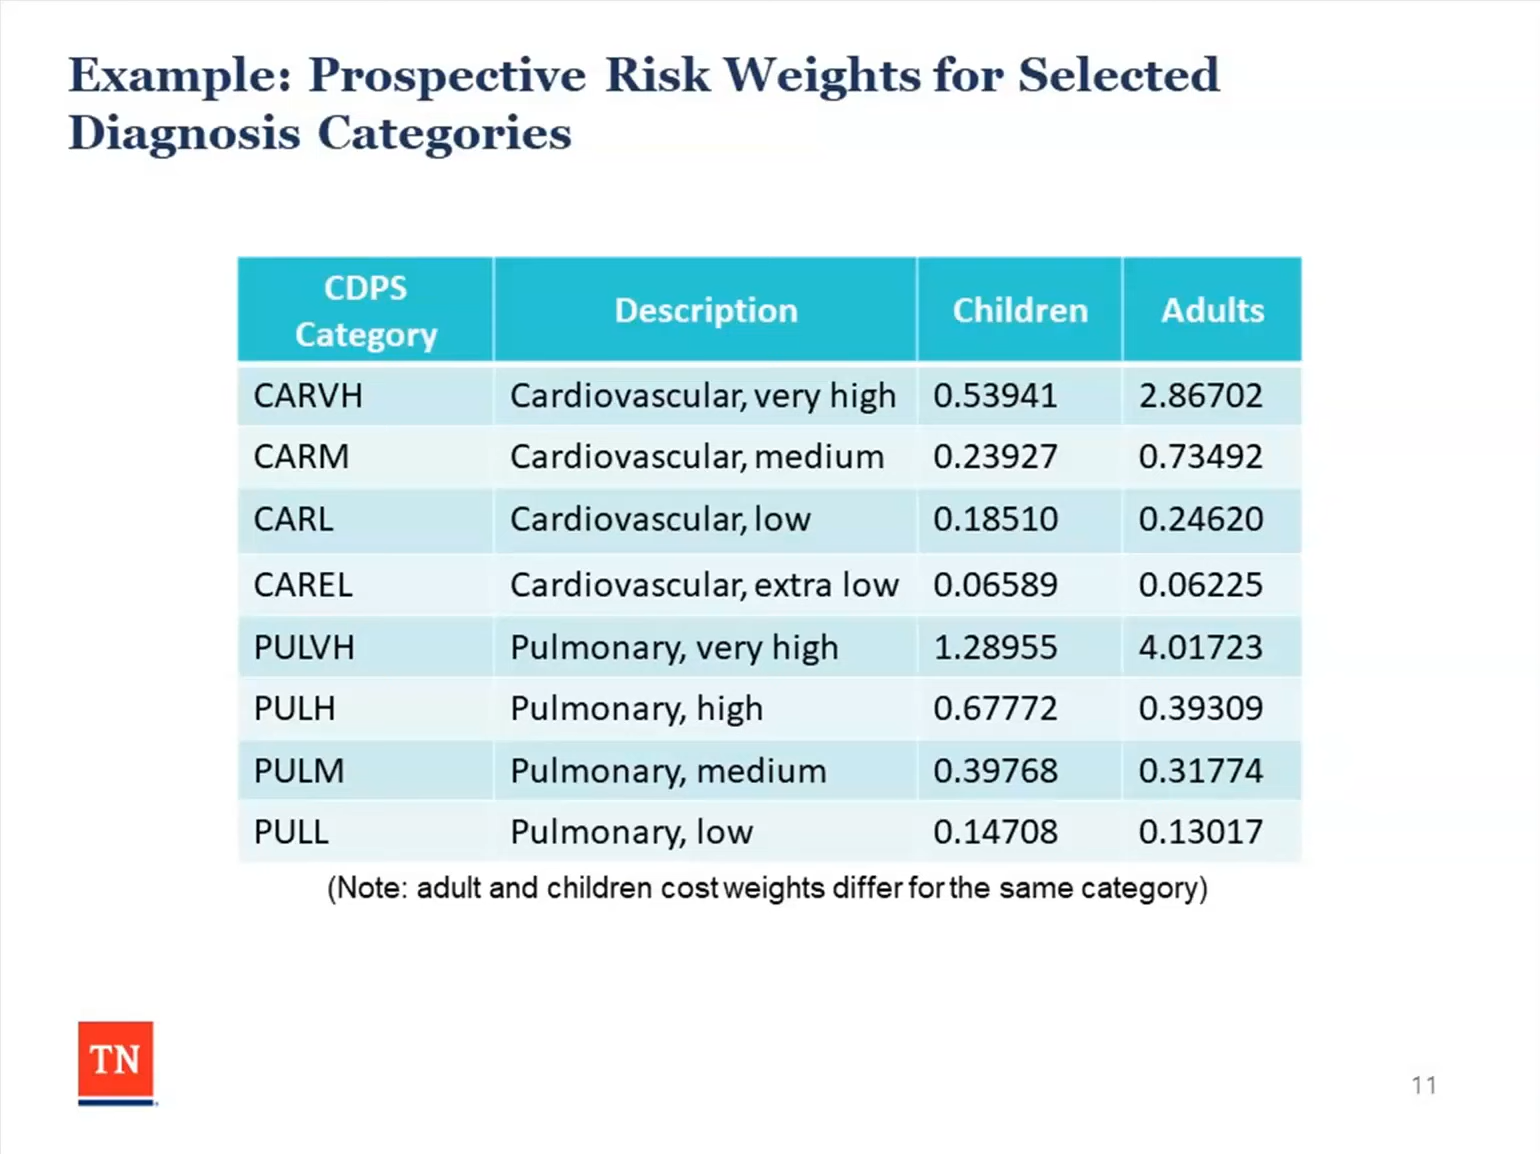 Example: Prospective Risk Weights for Selected
Diagnosis Categories
CDPS Category Description Children Adults
CARVH Cardiovascular, very high 0.53941 2.86702
CARM Cardiovascular, medium 0.23927 0.73492
CARL Cardiovascular, low 0.18510 0.24620
CAREL Cardiovascular, extra low 0.06589 0.06225
PULVH Pulmonary, very high 1.28955 4.01723
PULH Pulmonary, high 0.67772 0.39309
PULM Pulmonary, medium 0.39768 0.31774
PULL Pulmonary, low 0.14708 0.13017
(Note: adult and children cost weights differ for the same category)
TN
11